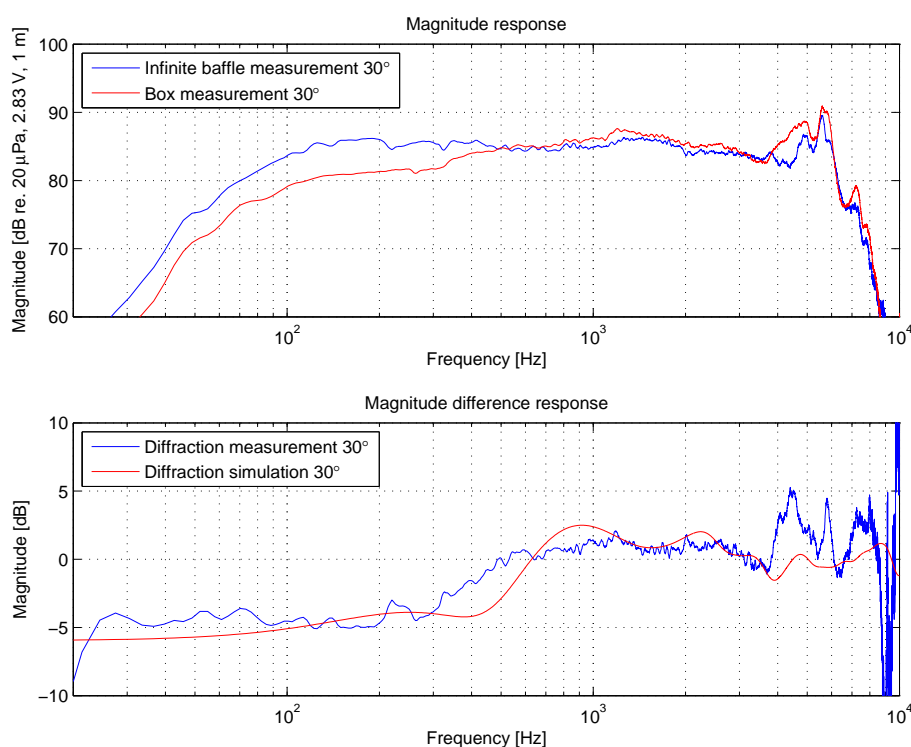 Magnitude response
Magnitude [dB re. 20 µPa, 2.83 V, 1 m]
100
90
80
70
60
Infinite baffle measurement 30°
Box measurement 30°
10² 10³ 10⁴
Frequency [Hz]
Magnitude difference response
Magnitude [dB]
10
5
0
−5
−10
Diffraction measurement 30°
Diffraction simulation 30°
10² 10³ 10⁴
Frequency [Hz]